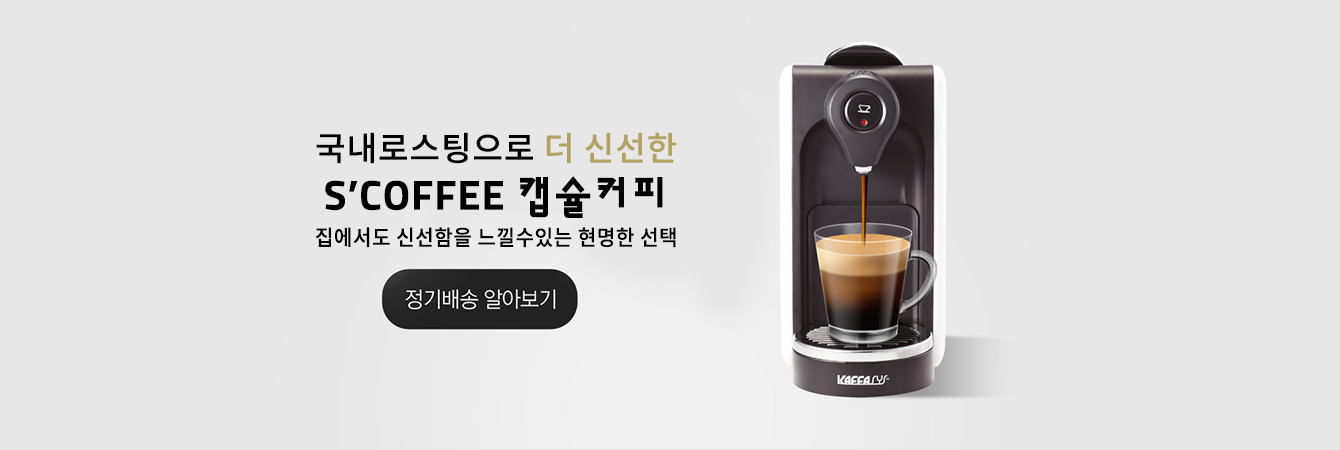 국내로스팅으로 더 신선한
S’COFFEE 캡슐커피
집에서도 신선함을 느낄수있는 현명한 선택
정기배송 알아보기
KAFFA SYS